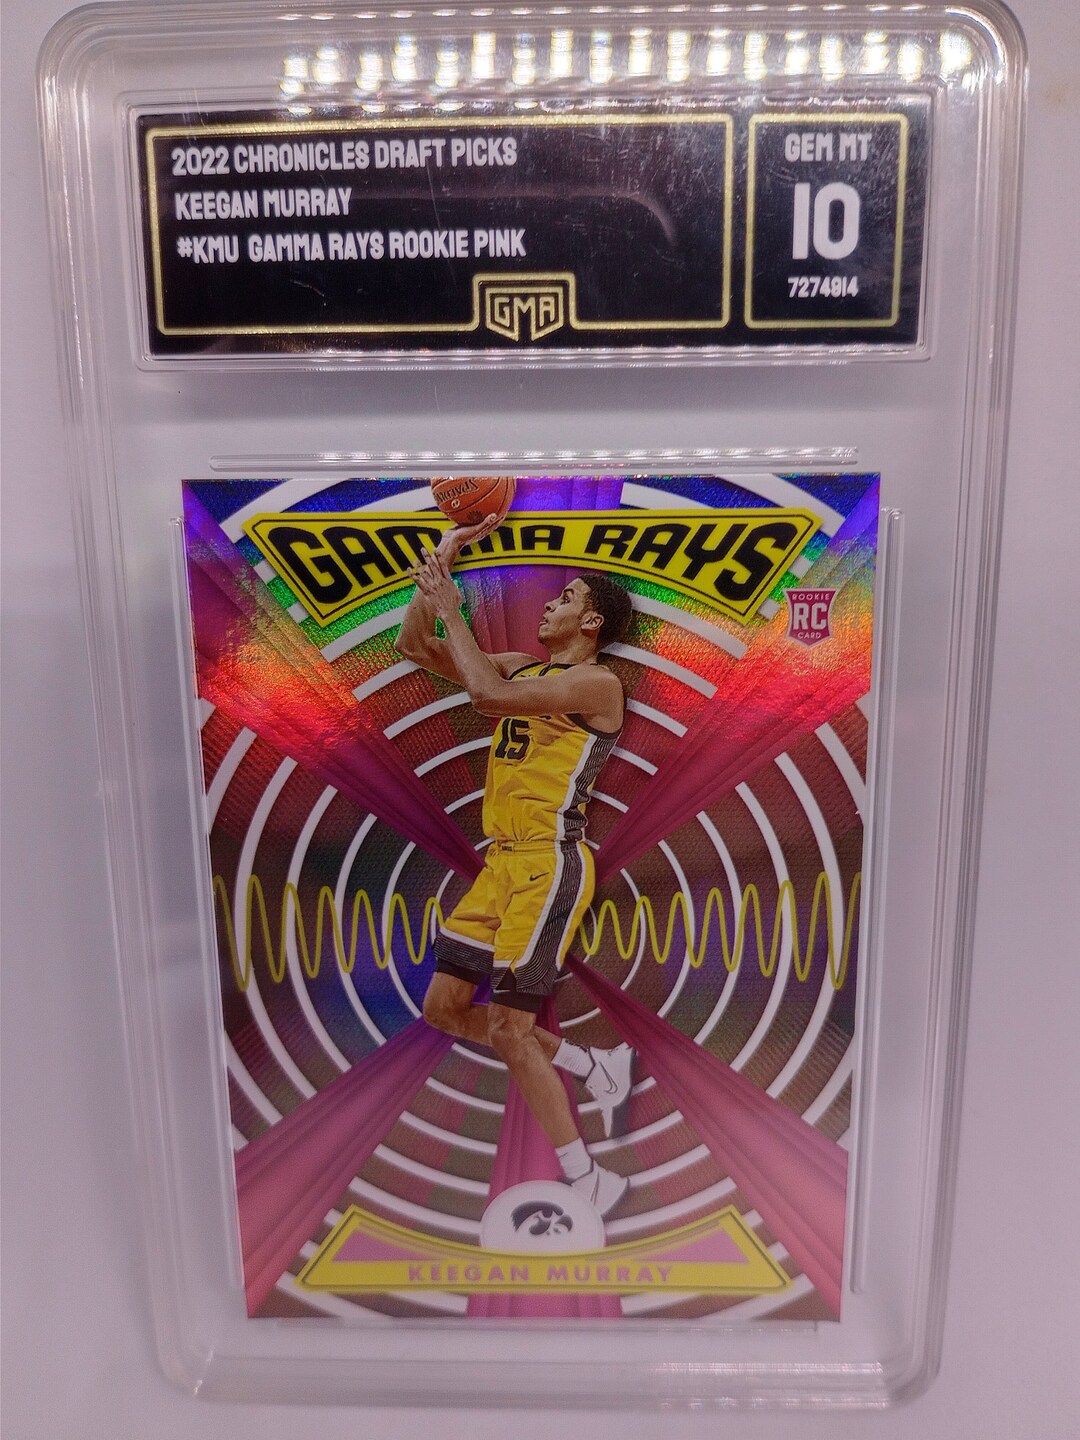 2022 CHRONICLES DRAFT PICKS
KEEGAN MURRAY
#KMU GAMMA RAYS ROOKIE PINK
GMA
GEM MT
10
7274914
GAMMA RAYS
ROOKIE
RC
CARD
15
KEEGAN MURRAY